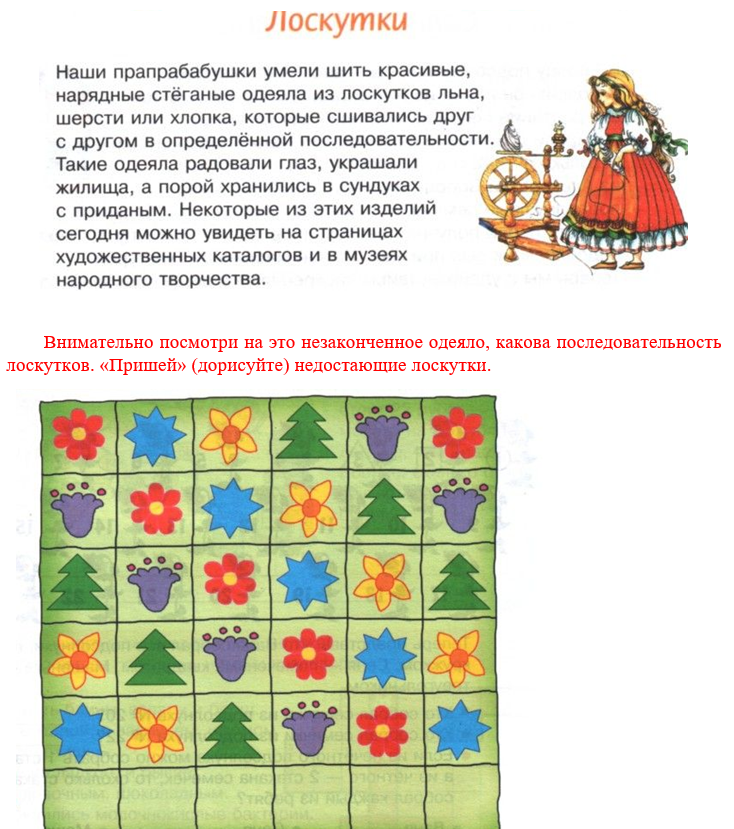 Лоскутки
Наши прапрабабушки умели шить красивые,
нарядные стёганые одеяла из лоскутков льна,
шерсти или хлопка, которые сшивались друг
с другом в определённой последовательности.
Такие одеяла радовали глаз, украшали
жилища, а порой хранились в сундуках
с приданым. Некоторые из этих изделий
сегодня можно увидеть на страницах
художественных каталогов и в музеях
народного творчества.
Внимательно посмотри на это незаконченное одеяло, какова последовательность
лоскутков. «Пришей» (дорисуйте) недостающие лоскутки.